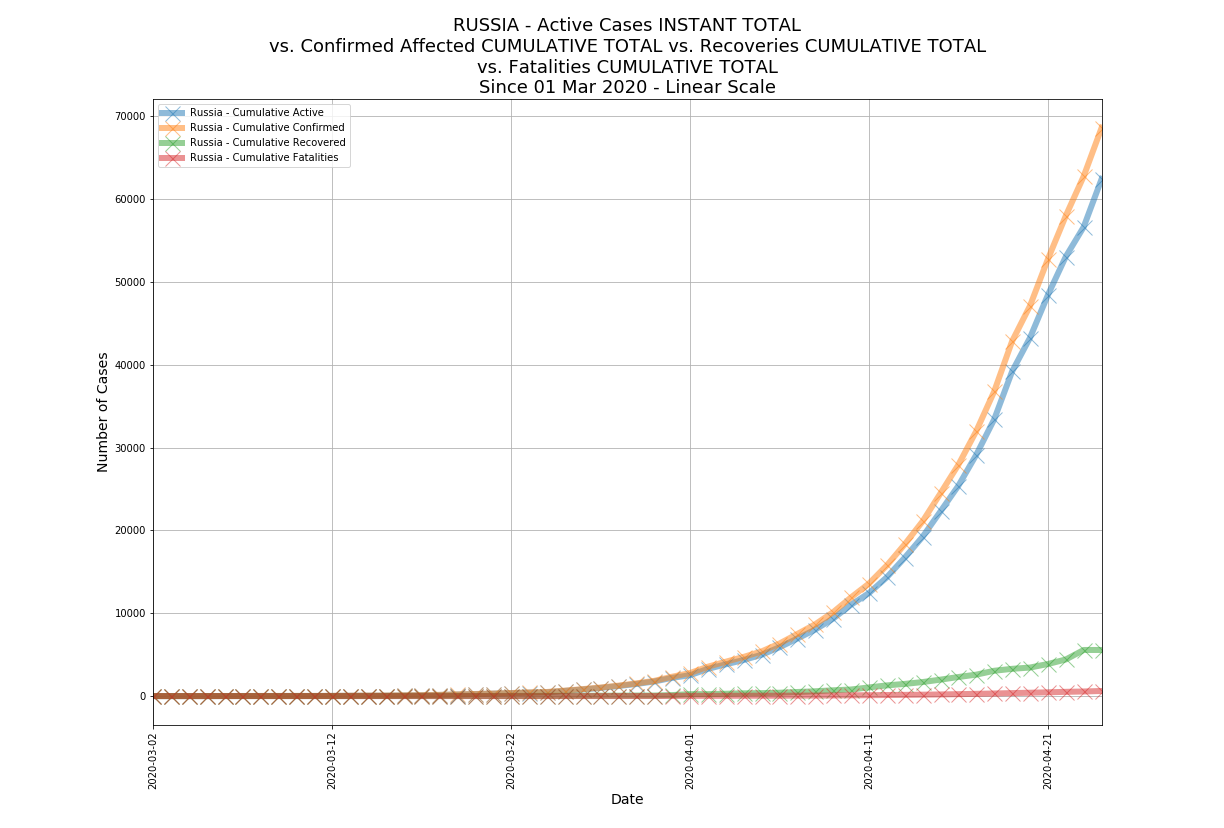 RUSSIA - Active Cases INSTANT TOTAL
vs. Confirmed Affected CUMULATIVE TOTAL vs. Recoveries CUMULATIVE TOTAL
vs. Fatalities CUMULATIVE TOTAL
Since 01 Mar 2020 - Linear Scale
Russia - Cumulative Active
Russia - Cumulative Confirmed
Russia - Cumulative Recovered
Russia - Cumulative Fatalities
70000
60000
50000
40000
30000
20000
10000
0
Number of Cases
2020-03-02
2020-03-12
2020-03-22
2020-04-01
2020-04-11
2020-04-21
Date